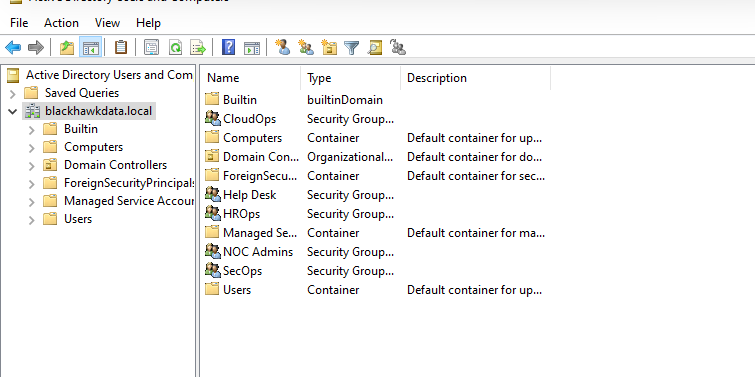 File Action View Help
Active Directory Users and Com
Saved Queries
blackhawkdata.local
Builtin
Computers
Domain Controllers
ForeignSecurityPrincipals
Managed Service Accour
Users
Name Type Description
Builtin builtinDomain
CloudOps Security Group...
Computers Container Default container for up...
Domain Con... Organizational... Default container for do...
ForeignSecu... Container Default container for sec...
Help Desk Security Group...
HROps Security Group...
Managed Se... Container Default container for ma...
NOC Admins Security Group...
SecOps Security Group...
Users Container Default container for up...